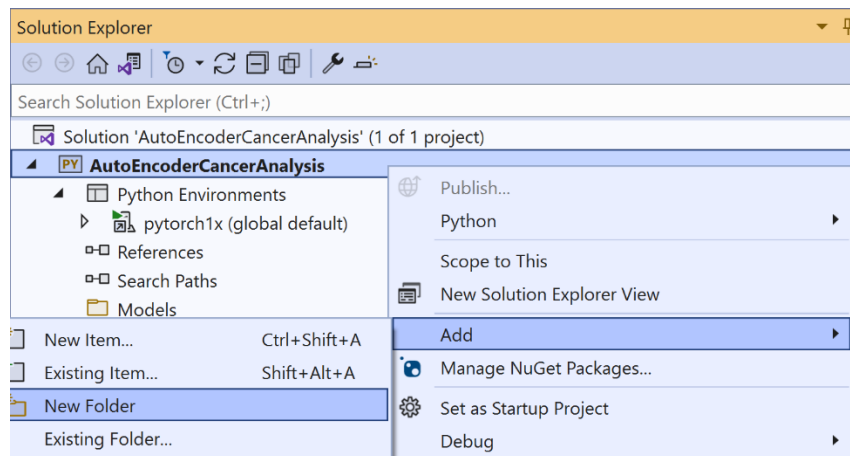 Solution Explorer
Search Solution Explorer (Ctrl+;)
Solution 'AutoEncoderCancerAnalysis' (1 of 1 project)
PY AutoEncoderCancerAnalysis
Python Environments
pytorch1x (global default)
References
Search Paths
Models
Publish...
Python
Scope to This
New Solution Explorer View
Add
Manage NuGet Packages...
Set as Startup Project
Debug
New Item... Ctrl+Shift+A
Existing Item... Shift+Alt+A
New Folder
Existing Folder...